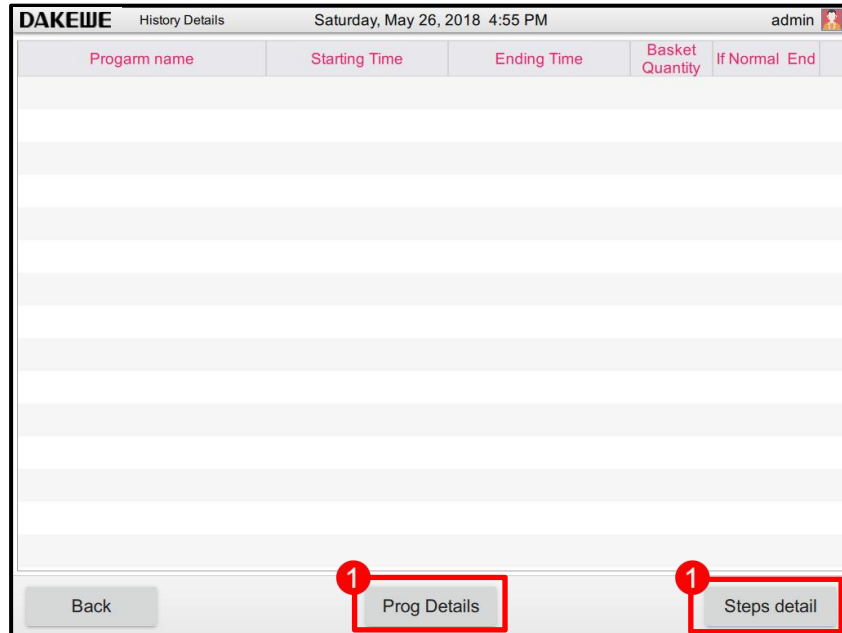 DAKEWE History Details Saturday, May 26, 2018 4:55 PM admin
Progarm name Starting Time Ending Time Basket Quantity If Normal End
1 1
Back Prog Details Steps detail